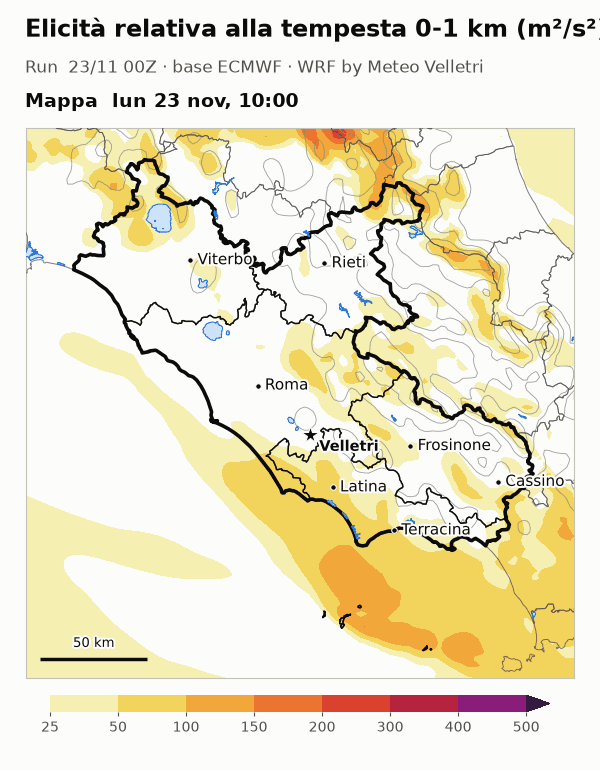 Elicità relativa alla tempesta 0-1 km (m²/s²)
Run 23/11 00Z · base ECMWF · WRF by Meteo Velletri
Mappa lun 23 nov, 10:00
Viterbo
Rieti
Roma
Velletri
Frosinone
Latina
Cassino
Terracina
50 km
25 50 100 150 200 300 400 500